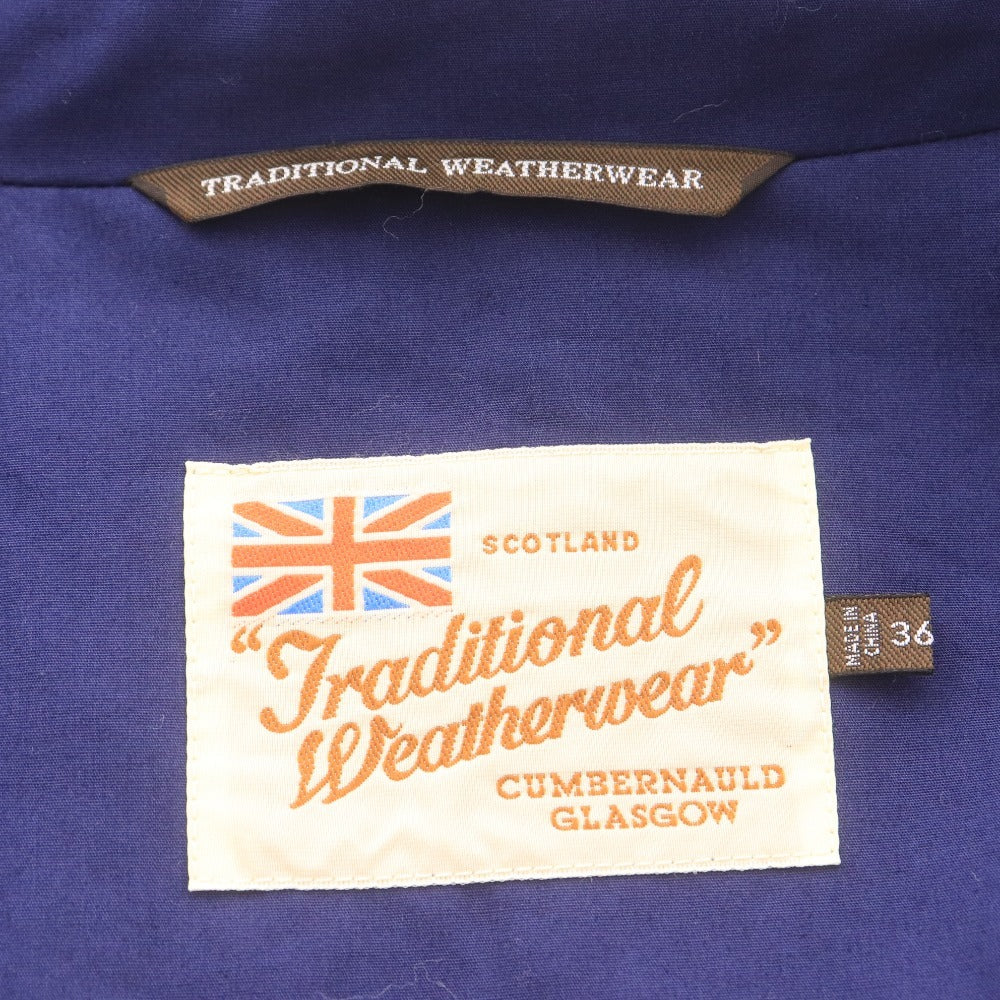 TRADITIONAL WEATHERWEAR
SCOTLAND
"Traditional
Weatherwear"
CUMBERNAULD
GLASGOW
MADE IN
CHINA
36